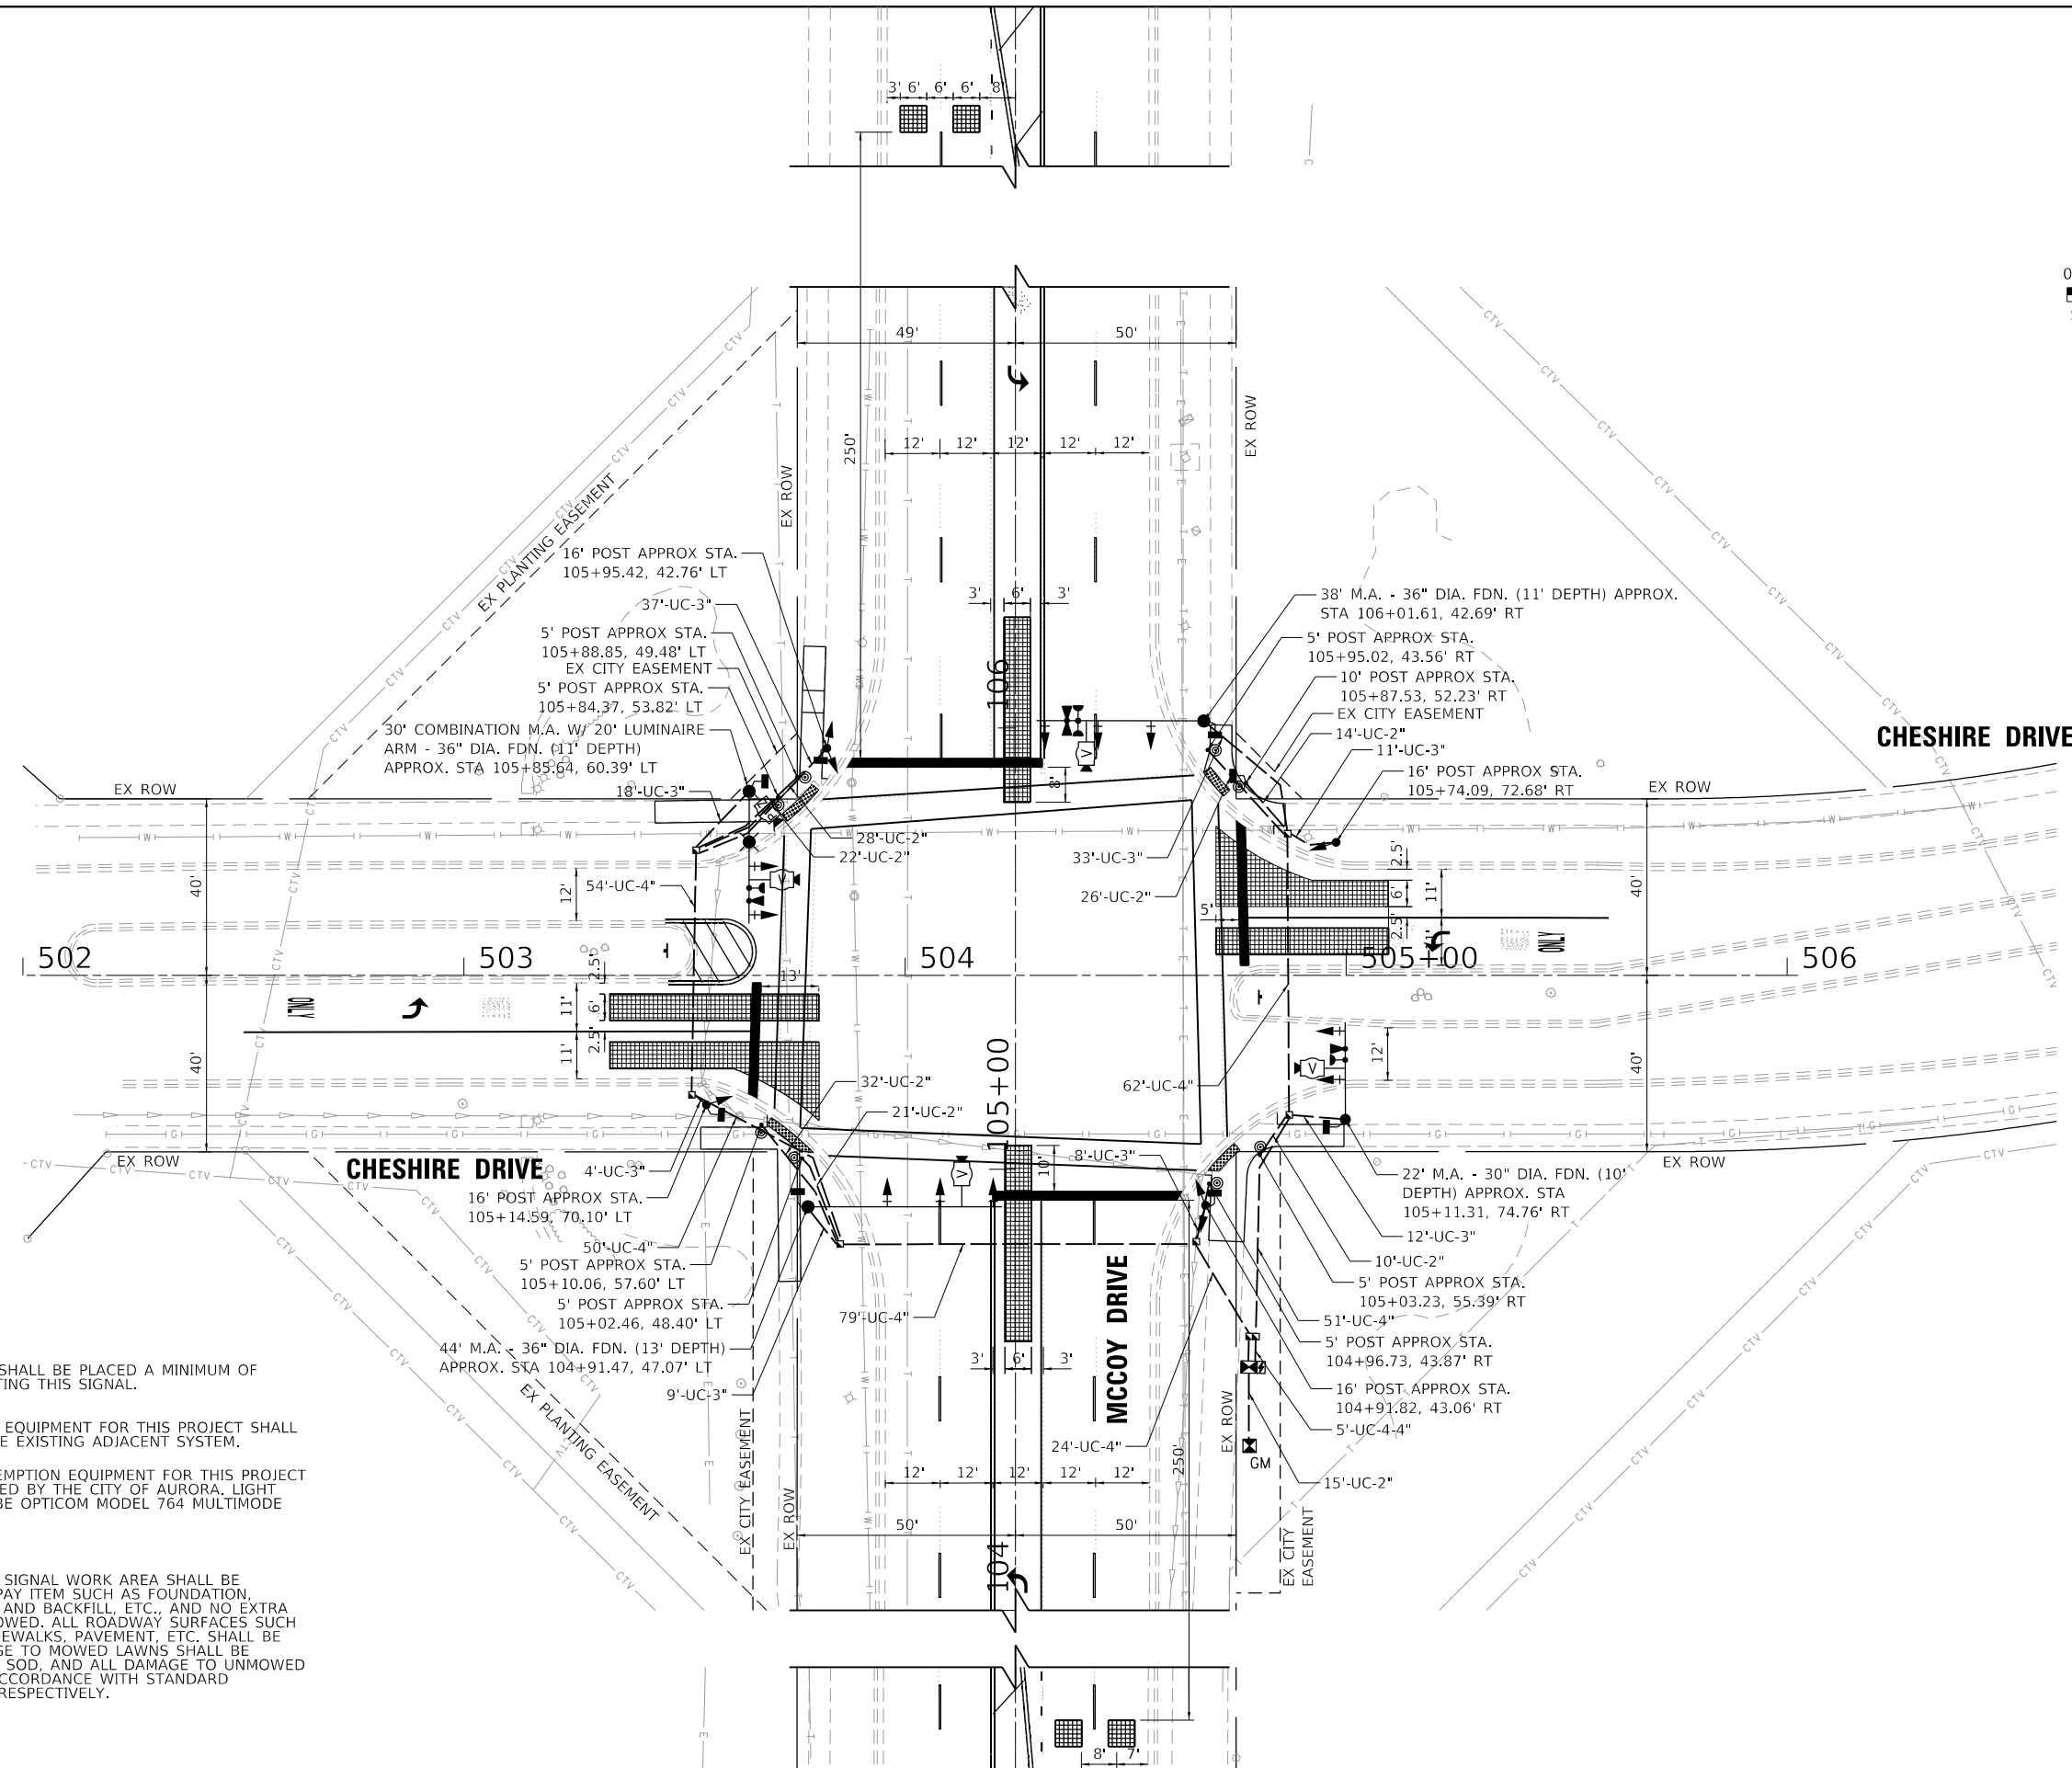 3' 6' 6' 6' 8'
0
49' 50'
250'
12' 12' 12' 12' 12'
EX ROW
EX ROW
CTV
EX PLANTING EASEMENT
16' POST APPROX STA.
105+95.42, 42.76' LT
37'-UC-3"
5' POST APPROX STA.
105+88.85, 49.48' LT
EX CITY EASEMENT
5' POST APPROX STA.
105+84.37, 53.82' LT
30' COMBINATION M.A. W/ 20' LUMINAIRE
ARM - 36" DIA. FDN. (11' DEPTH)
APPROX. STA 105+85.64, 60.39' LT
18'-UC-3"
3' 6' 3'
106
8'
38' M.A. - 36" DIA. FDN. (11' DEPTH) APPROX.
STA 106+01.61, 42.69' RT
5' POST APPROX STA.
105+95.02, 43.56' RT
10' POST APPROX STA.
105+87.53, 52.23' RT
EX CITY EASEMENT
14'-UC-2"
11'-UC-3"
16' POST APPROX STA.
105+74.09, 72.68' RT
CHESHIRE DRIVE
EX ROW
EX ROW
28'-UC-2"
22'-UC-2"
54'-UC-4"
33'-UC-3"
26'-UC-2"
40'
12'
V
V
2.5'
6'
11'
2.5'
11'
5'
40'
502 503 504 505+00 506
13'
ONLY
ONLY
2.5'
11' 6'
2.5'
11'
40'
40'
12'
V
32'-UC-2"
21'-UC-2"
62'-UC-4"
105+00
10'
8'-UC-3"
V
EX ROW
EX ROW
CHESHIRE DRIVE
4'-UC-3"
16' POST APPROX STA.
105+14.59, 70.10' LT
50'-UC-4"
5' POST APPROX STA.
105+10.06, 57.60' LT
5' POST APPROX STA.
105+02.46, 48.40' LT
44' M.A. - 36" DIA. FDN. (13' DEPTH)
APPROX. STA 104+91.47, 47.07' LT
9'-UC-3"
79'-UC-4"
22' M.A. - 30" DIA. FDN. (10'
DEPTH) APPROX. STA
105+11.31, 74.76' RT
12'-UC-3"
10'-UC-2"
5' POST APPROX STA.
105+03.23, 55.39' RT
51'-UC-4"
5' POST APPROX STA.
104+96.73, 43.87' RT
16' POST APPROX STA.
104+91.82, 43.06' RT
5'-UC-4-4"
15'-UC-2"
GM
24'-UC-4"
MCCOY DRIVE
3' 6' 3'
EX PLANTING EASEMENT
EX CITY EASEMENT
EX ROW
EX ROW
EX CITY
EASEMENT
250'
12' 12' 12' 12' 12'
50' 50'
104
8' 7'
SHALL BE PLACED A MINIMUM OF
TING THIS SIGNAL.
EQUIPMENT FOR THIS PROJECT SHALL
E EXISTING ADJACENT SYSTEM.
EMPTION EQUIPMENT FOR THIS PROJECT
ED BY THE CITY OF AURORA. LIGHT
BE OPTICOM MODEL 764 MULTIMODE
SIGNAL WORK AREA SHALL BE
PAY ITEM SUCH AS FOUNDATION,
AND BACKFILL, ETC., AND NO EXTRA
OWED. ALL ROADWAY SURFACES SUCH
EWALKS, PAVEMENT, ETC. SHALL BE
GE TO MOWED LAWNS SHALL BE
SOD, AND ALL DAMAGE TO UNMOWED
CCORDANCE WITH STANDARD
RESPECTIVELY.